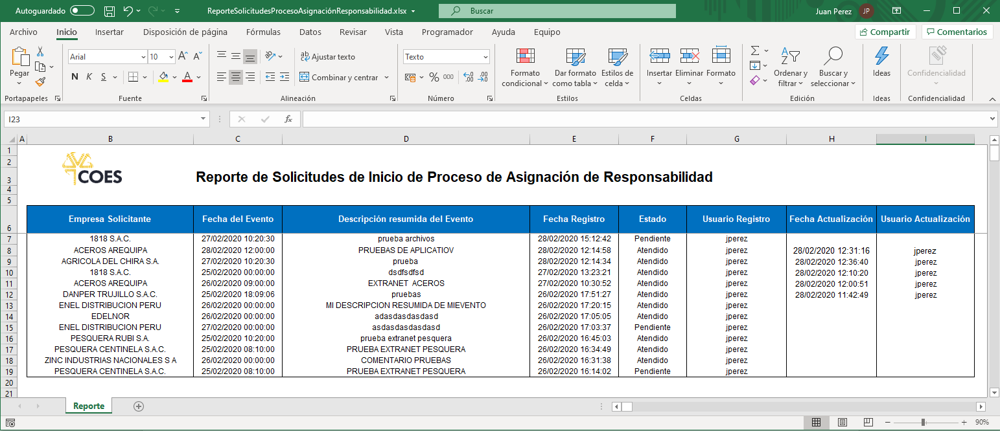 Autoguardado ReporteSolicitudesProcesoAsignaciónResponsabilidad.xlsx Buscar Juan Perez JP
Archivo Inicio Insertar Disposición de página Fórmulas Datos Revisar Vista Programador Ayuda Equipo Compartir Comentarios
Pegar
Portapapeles
Arial 10
N K S A
Fuente
Ajustar texto
Combinar y centrar
Alineación
Texto
% 000
Número
Formato condicional
Dar formato como tabla
Estilos de celda
Estilos
Insertar Eliminar Formato
Celdas
Ordenar y filtrar
Buscar y seleccionar
Edición
Ideas
Ideas
Confidencialidad
Confidencialidad
I23 fx
A B C D E F G H I
1
2
COES
3 Reporte de Solicitudes de Inicio de Proceso de Asignación de Responsabilidad
4
5
6 Empresa Solicitante Fecha del Evento Descripción resumida del Evento Fecha Registro Estado Usuario Registro Fecha Actualización Usuario Actualización
7 1818 S.A.C. 27/02/2020 10:20:30 prueba archivos 28/02/2020 15:12:42 Pendiente jperez
8 ACEROS AREQUIPA 28/02/2020 12:00:00 PRUEBAS DE APLICATIOV 28/02/2020 12:14:58 Atendido jperez 28/02/2020 12:31:16 jperez
9 AGRICOLA DEL CHIRA S.A. 27/02/2020 10:20:30 prueba 28/02/2020 12:14:34 Atendido jperez 28/02/2020 12:36:40 jperez
10 1818 S.A.C. 25/02/2020 00:00:00 dsdfsdfsd 27/02/2020 13:23:21 Atendido jperez 28/02/2020 12:10:20 jperez
11 ACEROS AREQUIPA 26/02/2020 09:00:00 EXTRANET ACEROS 27/02/2020 10:30:52 Atendido jperez 28/02/2020 12:00:51 jperez
12 DANPER TRUJILLO S.A.C. 25/02/2020 18:09:06 pruebas 26/02/2020 17:51:27 Atendido jperez 28/02/2020 11:42:49 jperez
13 ENEL DISTRIBUCION PERU 26/02/2020 00:00:00 MI DESCRIPCION RESUMIDA DE MIEVENTO 26/02/2020 17:20:15 Atendido jperez
14 EDELNOR 26/02/2020 00:00:00 adasdasdasdasd 26/02/2020 17:05:05 Atendido jperez
15 ENEL DISTRIBUCION PERU 27/02/2020 00:00:00 asdasdasdasdasd 26/02/2020 17:03:37 Pendiente jperez
16 PESQUERA RUBI S.A. 25/02/2020 10:20:00 prueba extranet pesquera 26/02/2020 16:45:03 Atendido jperez
17 PESQUERA CENTINELA S.A.C. 25/02/2020 08:10:00 PRUEBA EXTRANET PESQUERA 26/02/2020 16:34:49 Atendido jperez
18 ZINC INDUSTRIAS NACIONALES S A 26/02/2020 00:00:00 COMENTARIO PRUEBAS 26/02/2020 16:31:38 Atendido jperez
19 PESQUERA CENTINELA S.A.C. 25/02/2020 08:10:00 PRUEBA EXTRANET PESQUERA 26/02/2020 16:14:02 Pendiente jperez
20
21
Reporte
90%